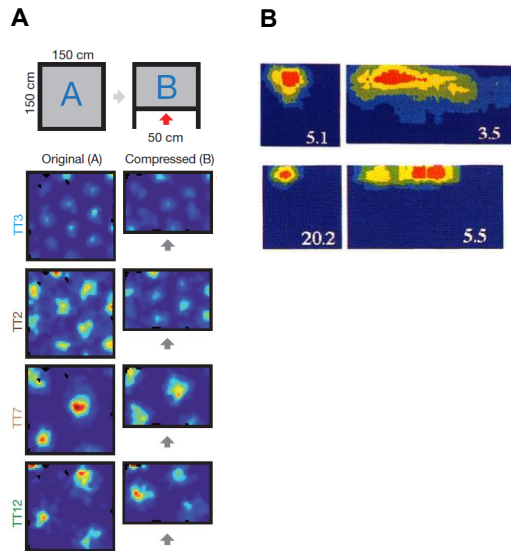 A
B
150 cm
150 cm
A
B
50 cm
Original (A)
Compressed (B)
TT3
TT2
TT7
TT12
5.1
3.5
20.2
5.5